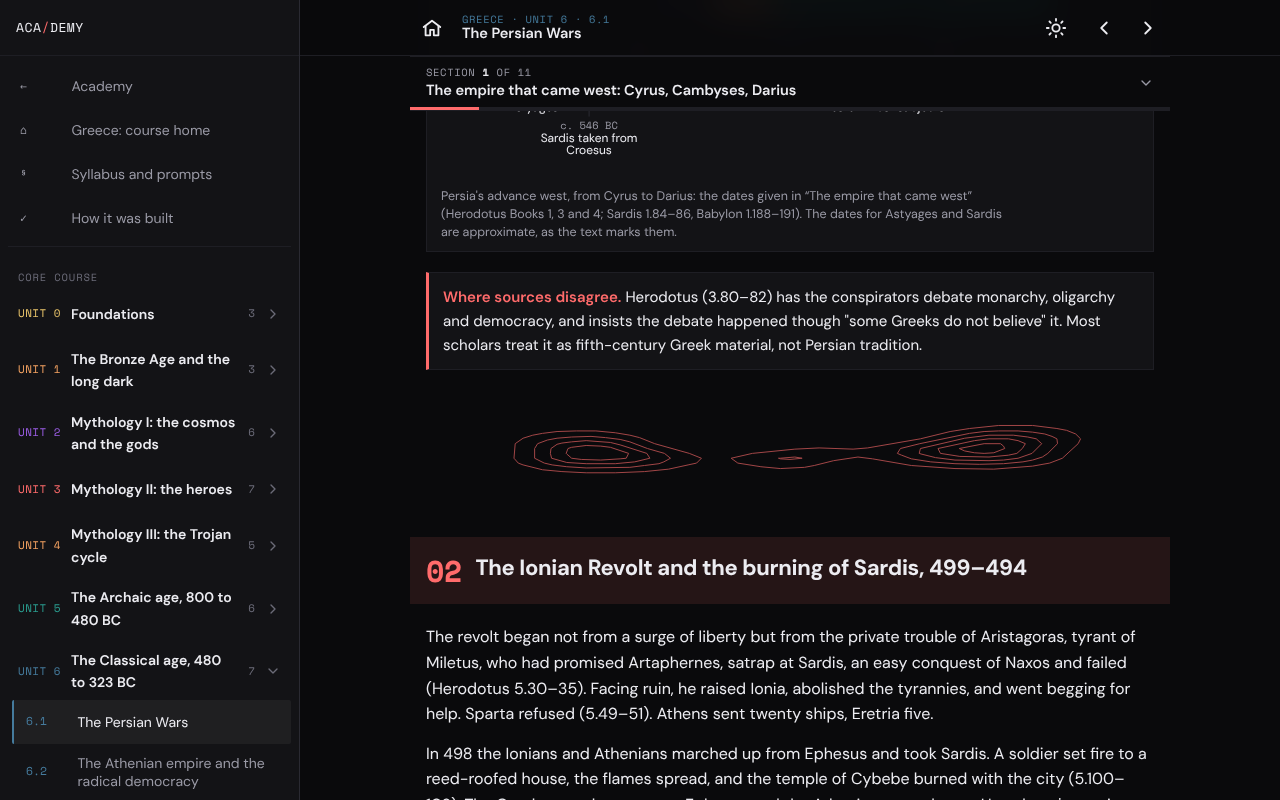 ACA/DEMY
← Academy
⌂ Greece: course home
§ Syllabus and prompts
✓ How it was built
CORE COURSE
UNIT 0 Foundations 3
UNIT 1 The Bronze Age and the
long dark 3
UNIT 2 Mythology I: the cosmos
and the gods 6
UNIT 3 Mythology II: the heroes 7
UNIT 4 Mythology III: the Trojan
cycle 5
UNIT 5 The Archaic age, 800 to
480 BC 6
UNIT 6 The Classical age, 480
to 323 BC 7
6.1 The Persian Wars
6.2 The Athenian empire and the
radical democracy
GREECE · UNIT 6 · 6.1
The Persian Wars
SECTION 1 OF 11
The empire that came west: Cyrus, Cambyses, Darius
c. 546 BC
Sardis taken from
Croesus
Persia's advance west, from Cyrus to Darius: the dates given in “The empire that came west”
(Herodotus Books 1, 3 and 4; Sardis 1.84–86, Babylon 1.188–191). The dates for Astyages and Sardis
are approximate, as the text marks them.
Where sources disagree. Herodotus (3.80–82) has the conspirators debate monarchy, oligarchy
and democracy, and insists the debate happened though "some Greeks do not believe" it. Most
scholars treat it as fifth-century Greek material, not Persian tradition.
02 The Ionian Revolt and the burning of Sardis, 499–494
The revolt began not from a surge of liberty but from the private trouble of Aristagoras, tyrant of
Miletus, who had promised Artaphernes, satrap at Sardis, an easy conquest of Naxos and failed
(Herodotus 5.30–35). Facing ruin, he raised Ionia, abolished the tyrannies, and went begging for
help. Sparta refused (5.49–51). Athens sent twenty ships, Eretria five.
In 498 the Ionians and Athenians marched up from Ephesus and took Sardis. A soldier set fire to a
reed-roofed house, the flames spread, and the temple of Cybebe burned with the city (5.100–